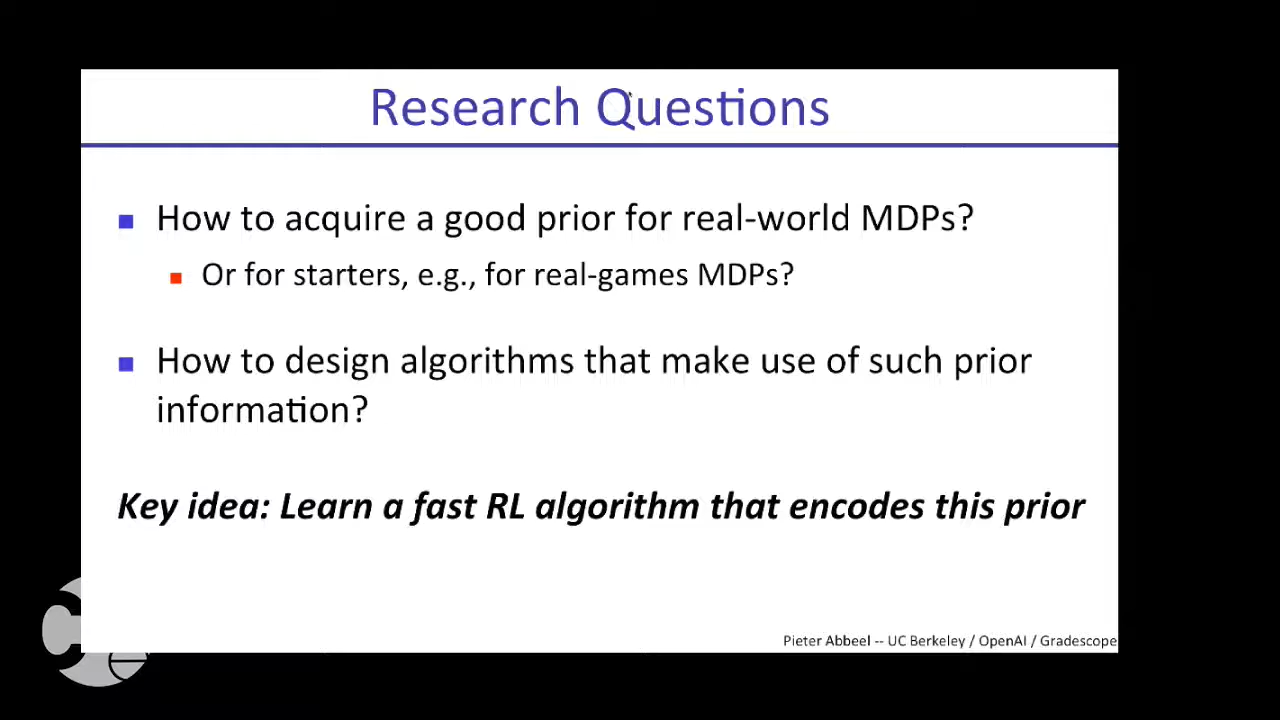 Research Questions
How to acquire a good prior for real-world MDPs?
Or for starters, e.g., for real-games MDPs?
How to design algorithms that make use of such prior
information?
Key idea: Learn a fast RL algorithm that encodes this prior
Pieter Abbeel -- UC Berkeley / OpenAI / Gradescope